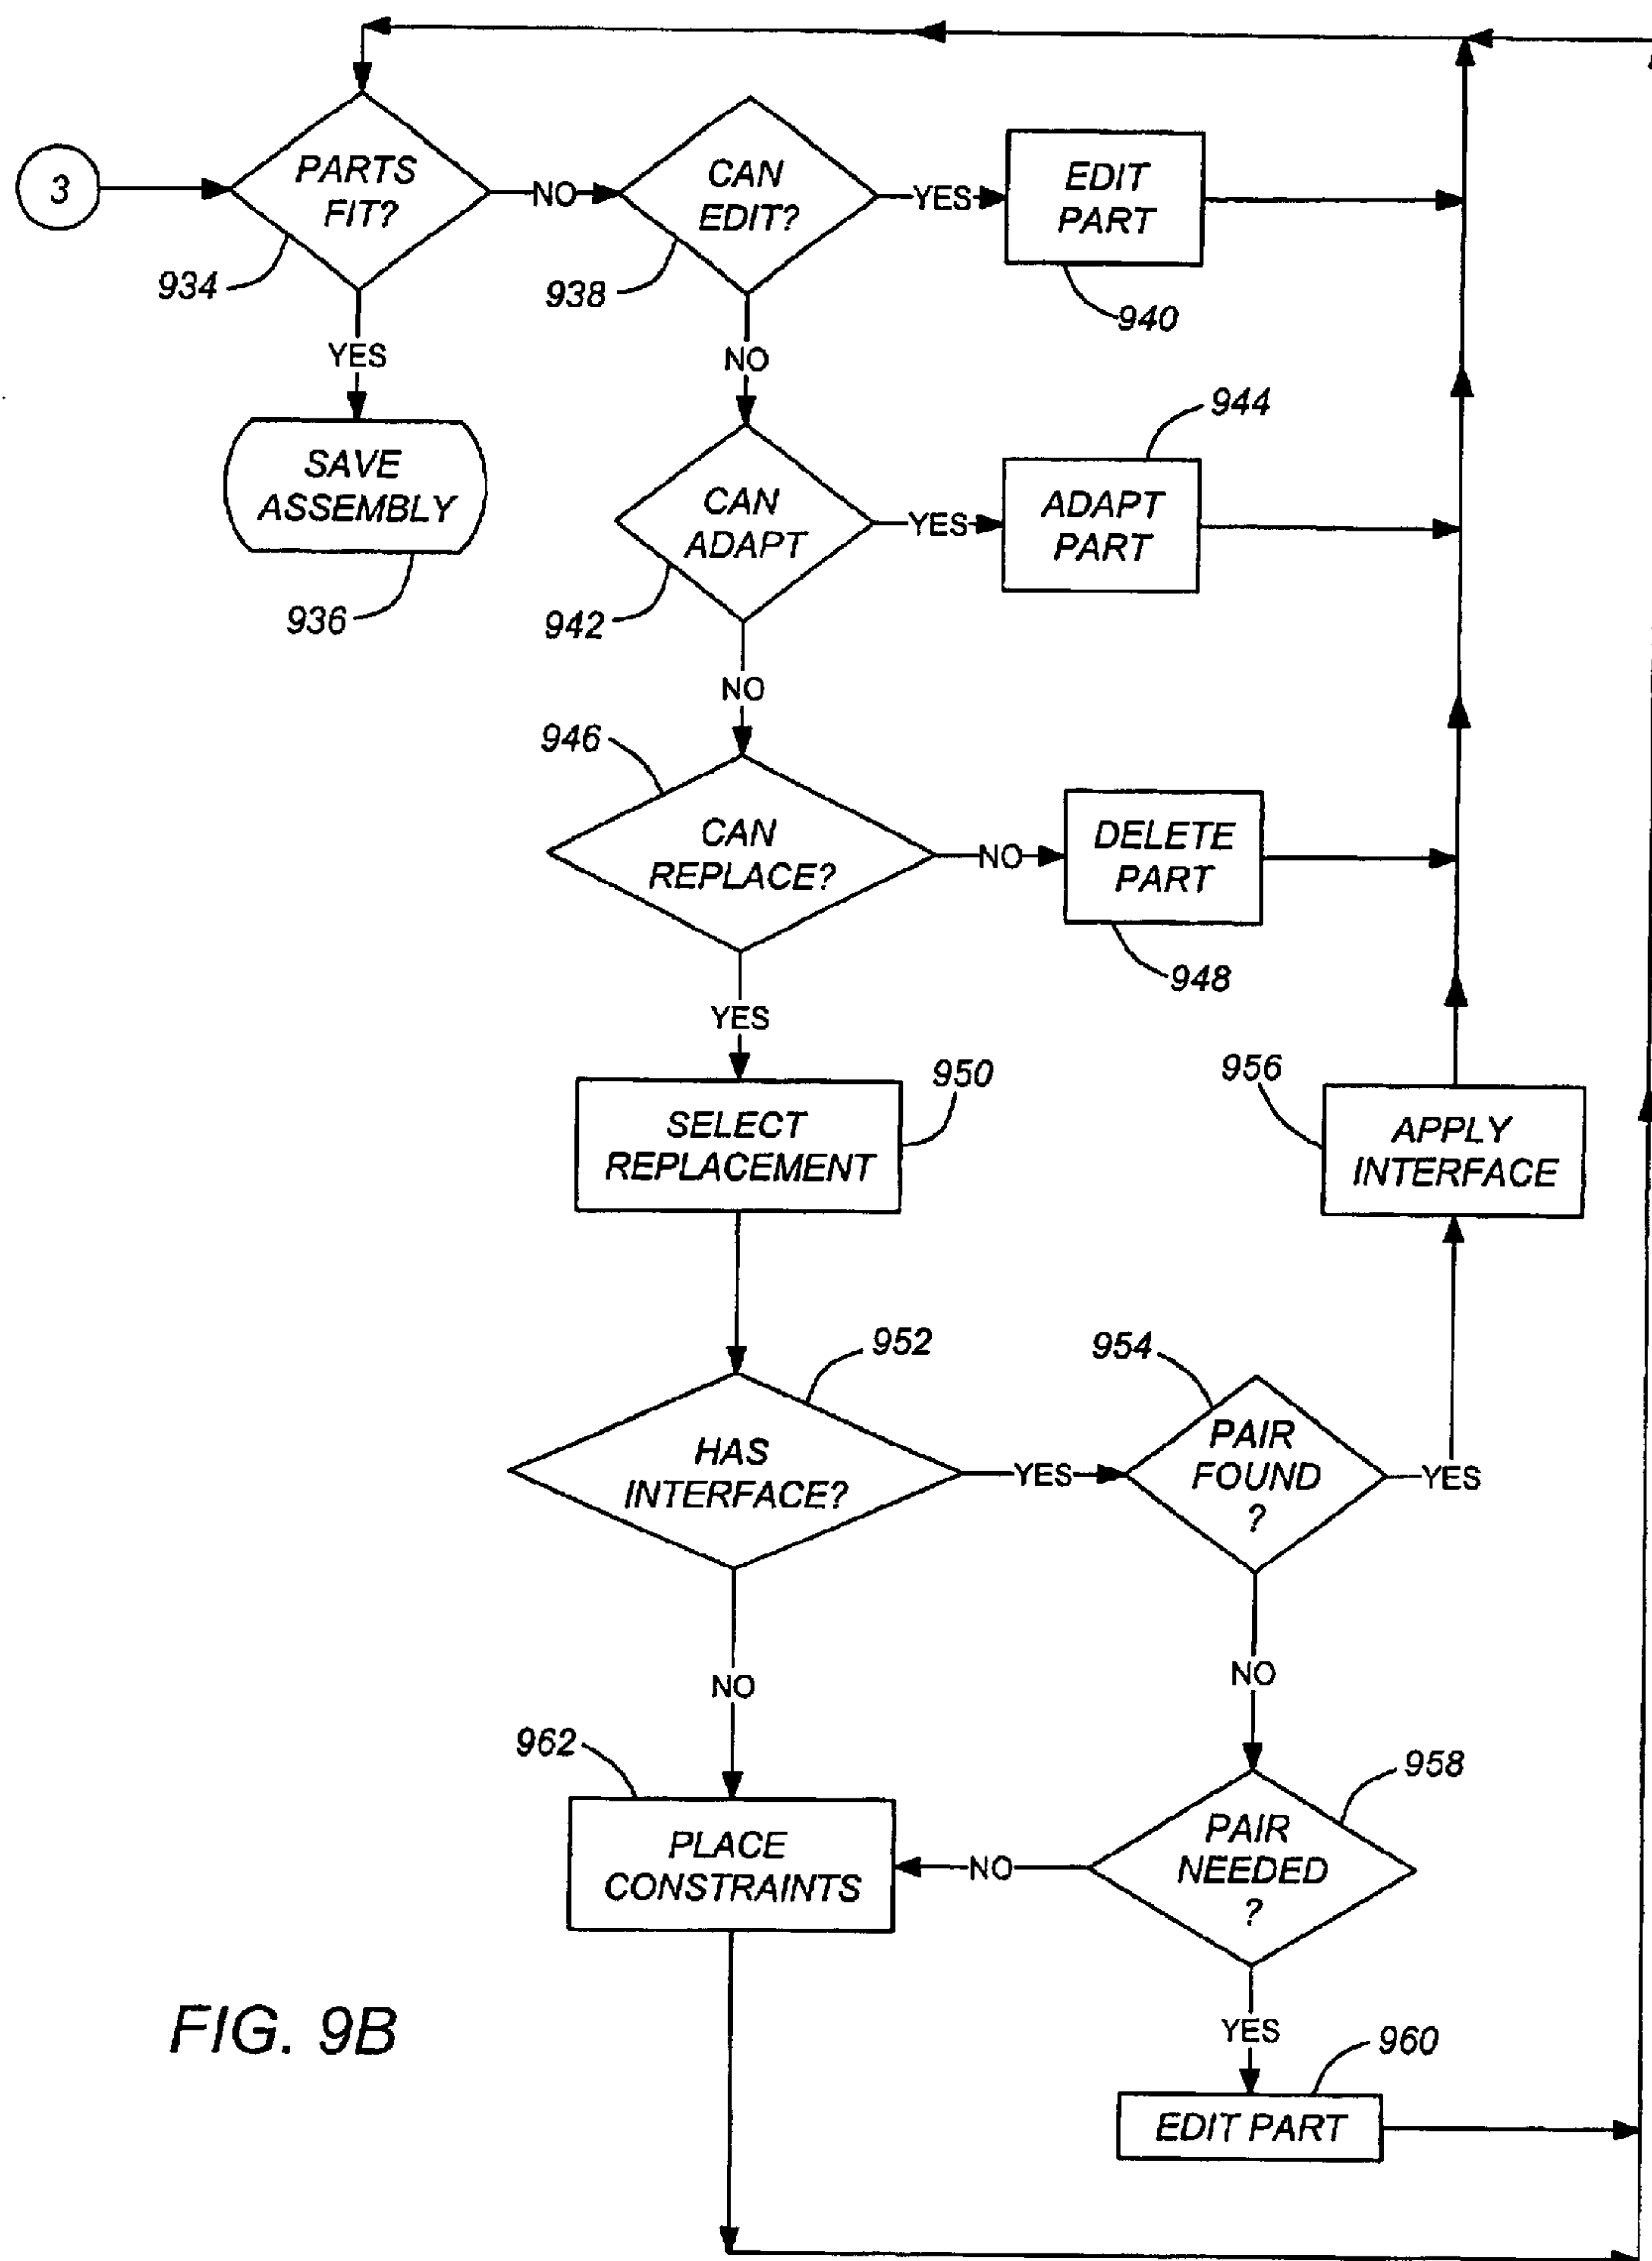 3
PARTS
FIT?
934
NO
CAN
EDIT?
938
YES
EDIT
PART
940
YES
SAVE
ASSEMBLY
936
NO
CAN
ADAPT
942
YES
ADAPT
PART
944
NO
946
CAN
REPLACE?
NO
DELETE
PART
948
YES
SELECT
REPLACEMENT
950
956
APPLY
INTERFACE
952
HAS
INTERFACE?
YES
954
PAIR
FOUND
?
YES
NO
NO
962
PLACE
CONSTRAINTS
NO
958
PAIR
NEEDED
?
YES
960
EDIT PART
FIG. 9B